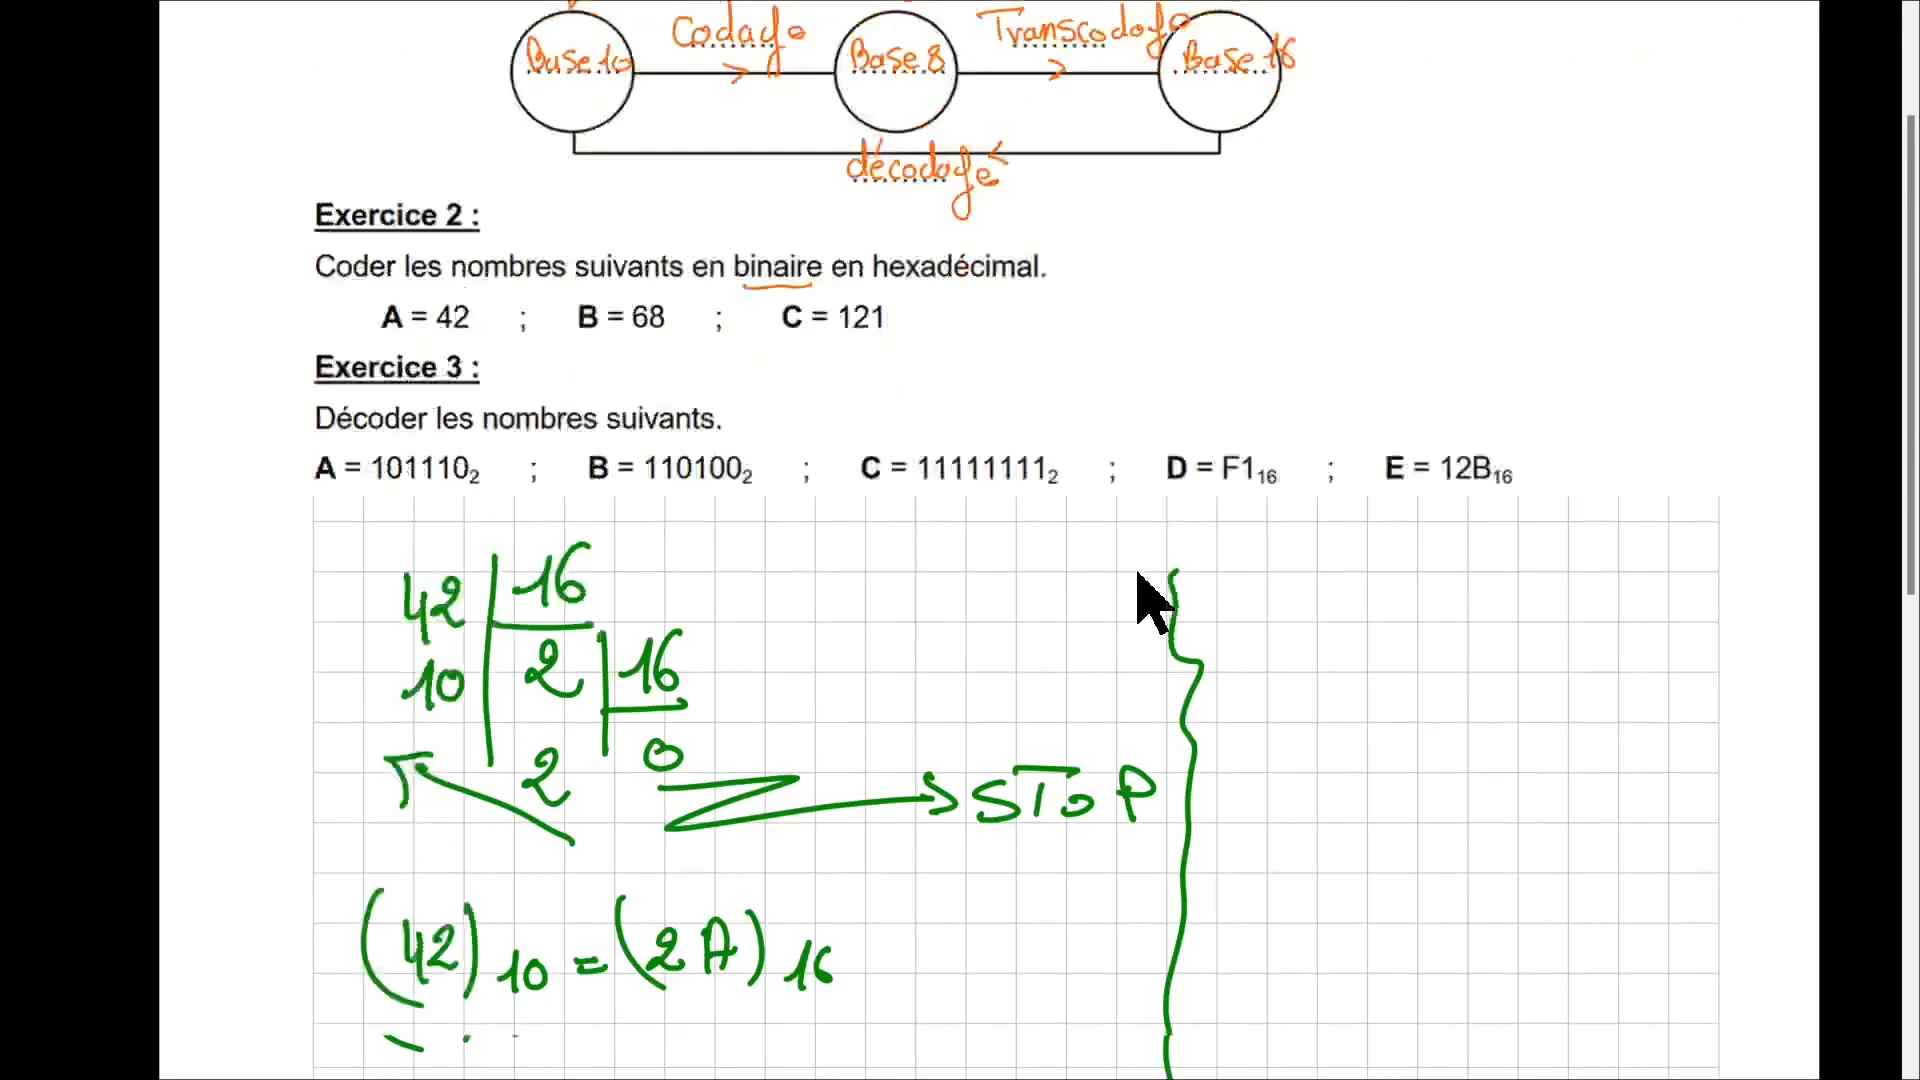 Codage Transcodage
Base 10 Base 8 Base 16
décodage
Exercice 2 :
Coder les nombres suivants en binaire en hexadécimal.
A = 42 ; B = 68 ; C = 121
Exercice 3 :
Décoder les nombres suivants.
A = 101110₂ ; B = 110100₂ ; C = 11111111₂ ; D = F1₁₆ ; E = 12B₁₆
42 16
10 2 16
2 0 STOP
(42)10 = (2A)16